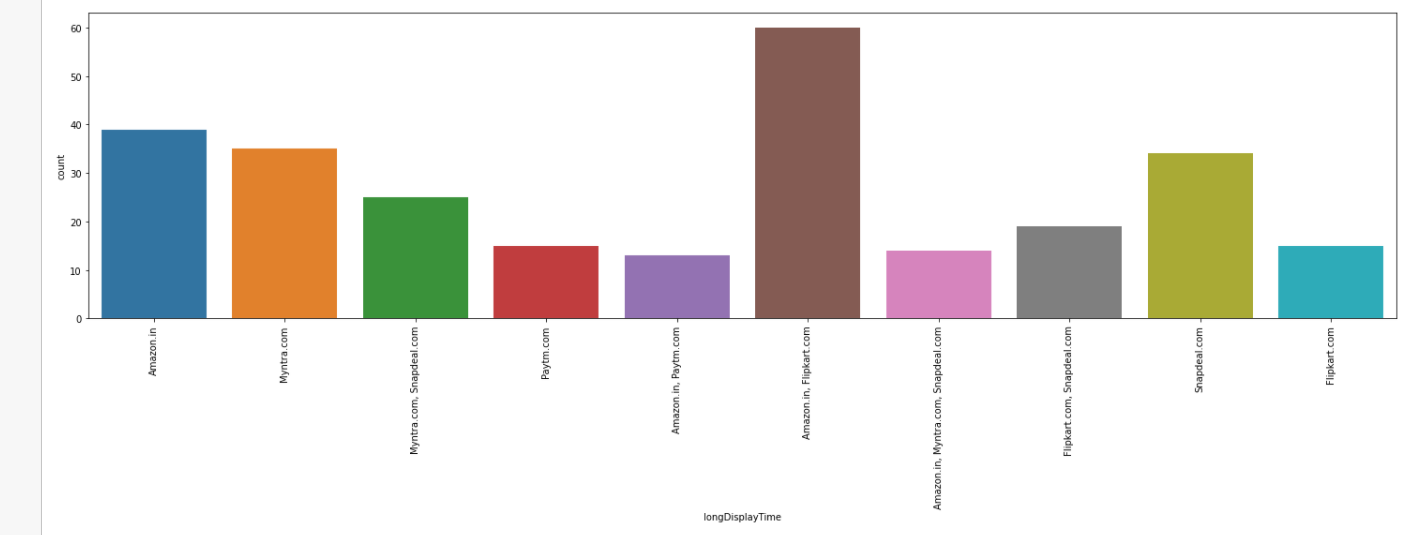 60
50
40
30
20
10
0
count
Amazon.in
Myntra.com
Myntra.com, Snapdeal.com
Paytm.com
Amazon.in, Paytm.com
Amazon.in, Flipkart.com
Amazon.in, Myntra.com, Snapdeal.com
Flipkart.com, Snapdeal.com
Snapdeal.com
Flipkart.com
longDisplayTime